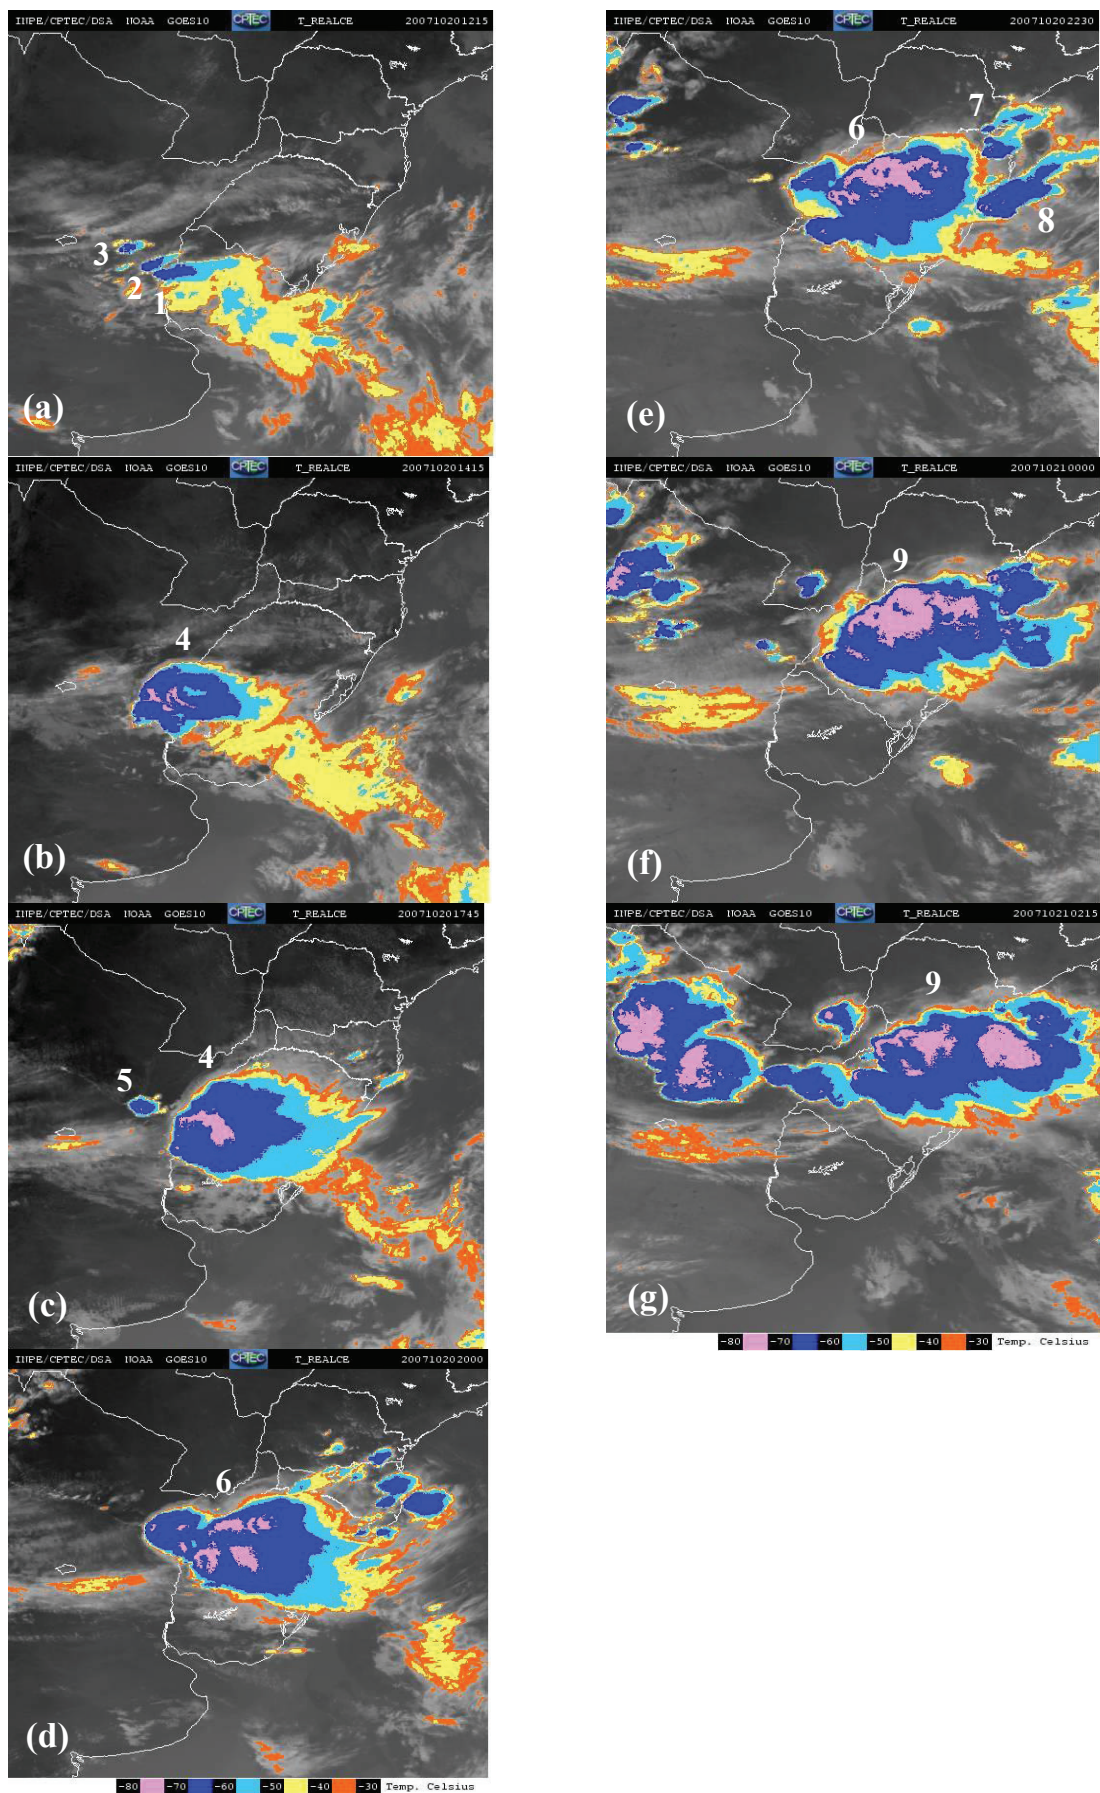 INPE/CPTEC/DSA NOAA GOES10 CPTEC T_REALCE 200710201215
3
2
1
(a)
INPE/CPTEC/DSA NOAA GOES10 CPTEC T_REALCE 200710201415
4
(b)
INPE/CPTEC/DSA NOAA GOES10 CPTEC T_REALCE 200710201745
4
5
(c)
INPE/CPTEC/DSA NOAA GOES10 CPTEC T_REALCE 200710202000
6
(d)
-80 -70 -60 -50 -40 -30 Temp. Celsius
INPE/CPTEC/DSA NOAA GOES10 CPTEC T_REALCE 200710202230
7
6
8
(e)
INPE/CPTEC/DSA NOAA GOES10 CPTEC T_REALCE 200710210000
9
(f)
INPE/CPTEC/DSA NOAA GOES10 CPTEC T_REALCE 200710210215
9
(g)
-80 -70 -60 -50 -40 -30 Temp. Celsius